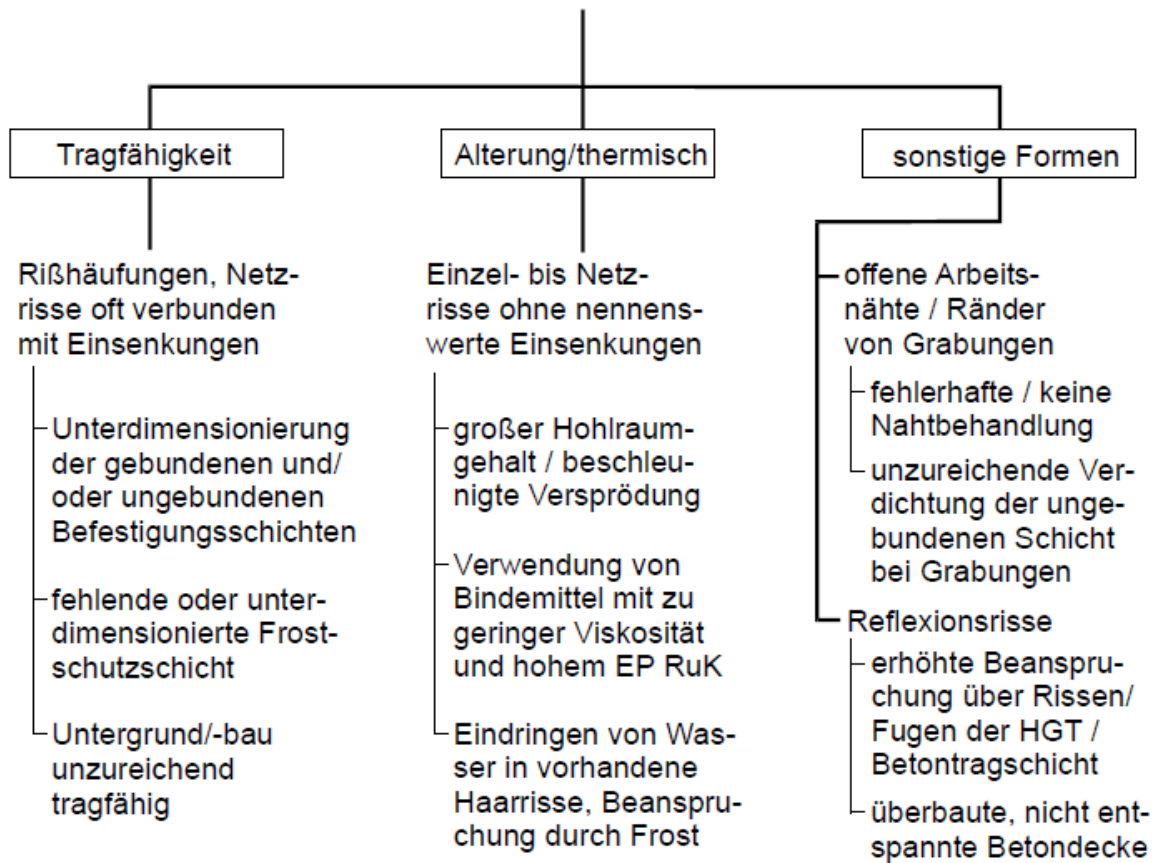 Tragfähigkeit
Alterung/thermisch
sonstige Formen
Rißhäufungen, Netz-
risse oft verbunden
mit Einsenkungen
Unterdimensionierung
der gebundenen und/
oder ungebundenen
Befestigungsschichten
fehlende oder unter-
dimensionierte Frost-
schutzschicht
Untergrund/-bau
unzureichend
tragfähig
Einzel- bis Netz-
risse ohne nennens-
werte Einsenkungen
großer Hohlraum-
gehalt / beschleu-
nigte Versprödung
Verwendung von
Bindemittel mit zu
geringer Viskosität
und hohem EP RuK
Eindringen von Was-
ser in vorhandene
Haarrisse, Beanspru-
chung durch Frost
offene Arbeits-
nähte / Ränder
von Grabungen
fehlerhafte / keine
Nahtbehandlung
unzureichende Ver-
dichtung der unge-
bundenen Schicht
bei Grabungen
Reflexionsrisse
erhöhte Beanspru-
chung über Rissen/
Fugen der HGT /
Betontragschicht
überbaute, nicht ent-
spannte Betondecke